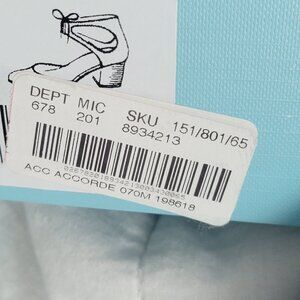 DEPT MIC SKU 151/801/65
678 201 8934213
ACC ACCORDE 070M 198618